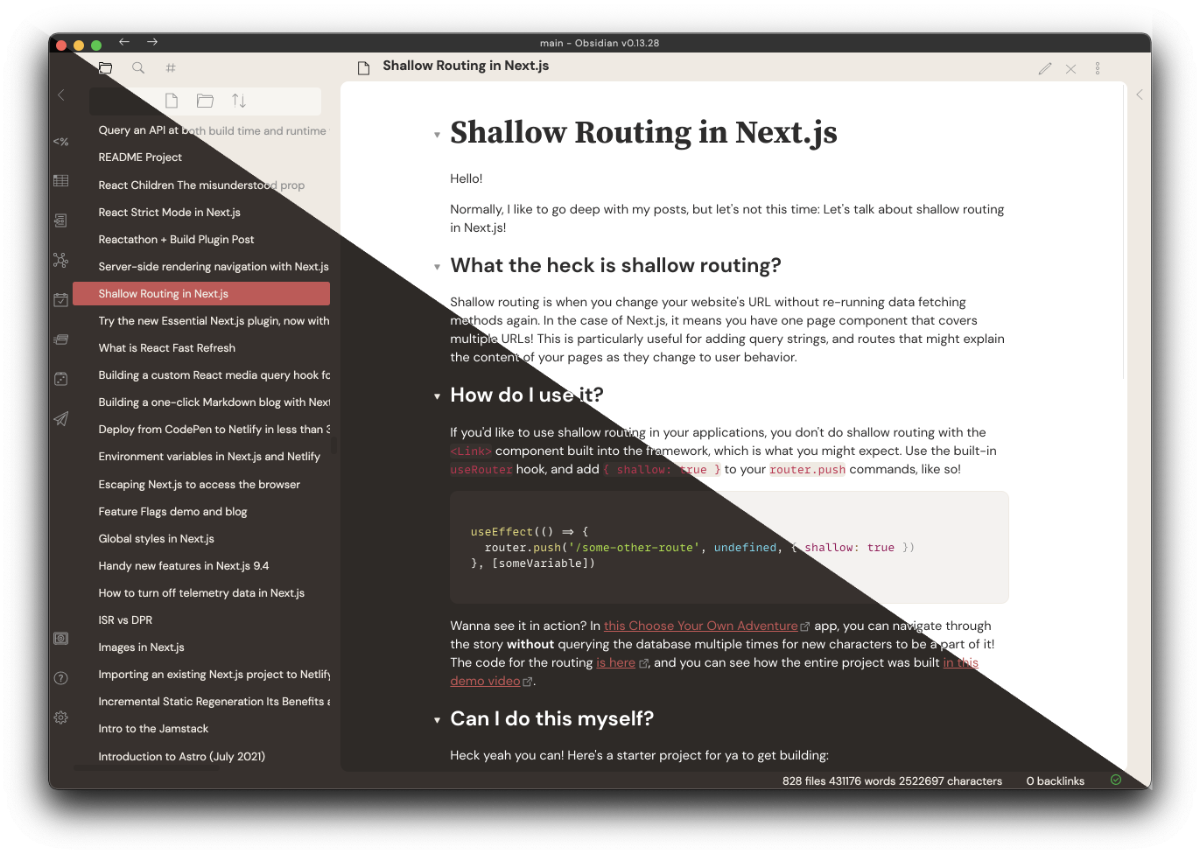 main – Obsidian v0.13.28
#
Shallow Routing in Next.js
<%
Query an API at both build time and runtime
README Project
React Children The misunderstood prop
React Strict Mode in Next.js
Reactathon + Build Plugin Post
Server-side rendering navigation with Next.js
Shallow Routing in Next.js
Try the new Essential Next.js plugin, now with
What is React Fast Refresh
Building a custom React media query hook fo
Building a one-click Markdown blog with Next
Deploy from CodePen to Netlify in less than 3
Environment variables in Next.js and Netlify
Escaping Next.js to access the browser
Feature Flags demo and blog
Global styles in Next.js
Handy new features in Next.js 9.4
How to turn off telemetry data in Next.js
ISR vs DPR
Images in Next.js
Importing an existing Next.js project to Netlify
Incremental Static Regeneration Its Benefits a
Intro to the Jamstack
Introduction to Astro (July 2021)
Shallow Routing in Next.js
Hello!
Normally, I like to go deep with my posts, but let's not this time: Let's talk about shallow routing
in Next.js!
What the heck is shallow routing?
Shallow routing is when you change your website's URL without re-running data fetching
methods again. In the case of Next.js, it means you have one page component that covers
multiple URLs! This is particularly useful for adding query strings, and routes that might explain
the content of your pages as they change to user behavior.
How do I use it?
If you'd like to use shallow routing in your applications, you don't do shallow routing with the
<Link> component built into the framework, which is what you might expect. Use the built-in
useRouter hook, and add { shallow: true } to your router.push commands, like so!
useEffect(() => {
router.push('/some-other-route', undefined, { shallow: true })
}, [someVariable])
Wanna see it in action? In this Choose Your Own Adventure app, you can navigate through
the story without querying the database multiple times for new characters to be a part of it!
The code for the routing is here, and you can see how the entire project was built in this
demo video.
Can I do this myself?
Heck yeah you can! Here's a starter project for ya to get building:
828 files 431176 words 2522697 characters
0 backlinks